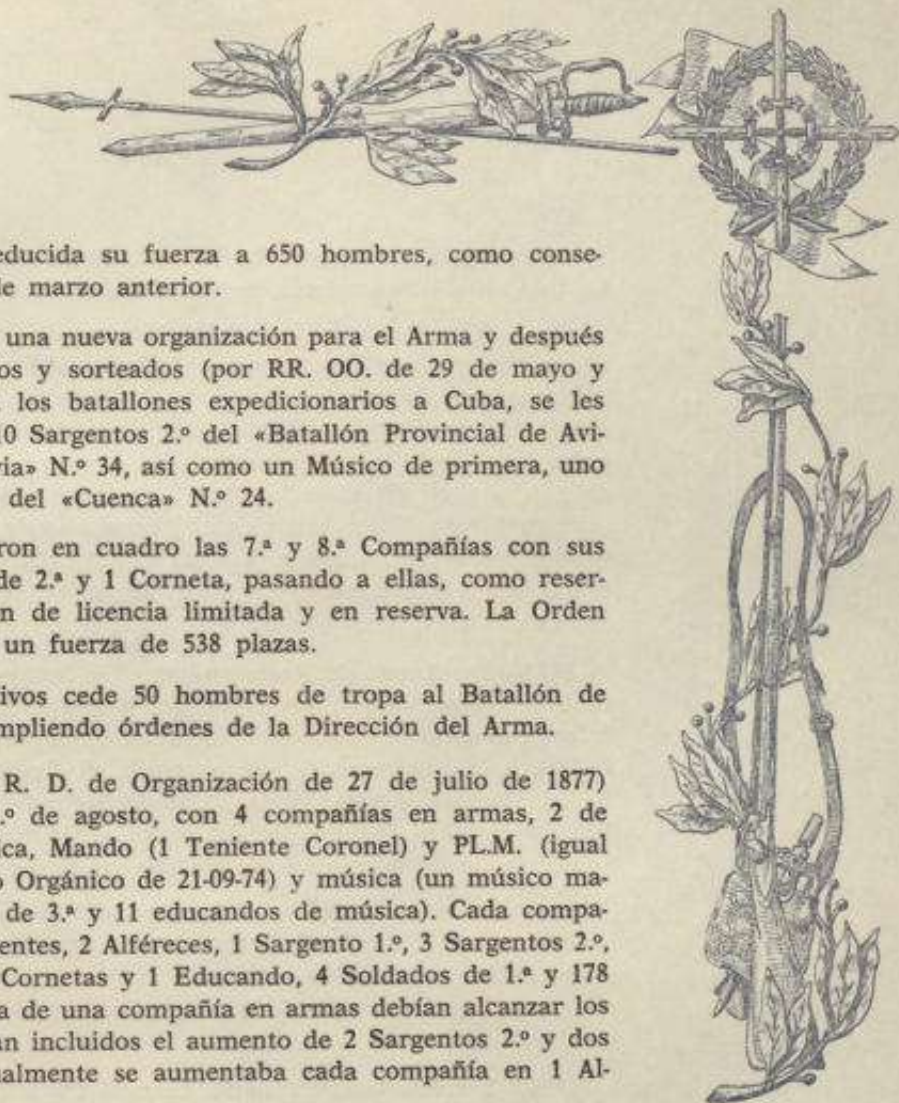 educida su fuerza a 650 hombres, como conse-
e marzo anterior.
una nueva organización para el Arma y después
os y sorteados (por RR. OO. de 29 de mayo y
los batallones expedicionarios a Cuba, se les
10 Sargentos 2.º del «Batallón Provincial de Avi-
ria» N.º 34, así como un Músico de primera, uno
del «Cuenca» N.º 24.
ron en cuadro las 7.ª y 8.ª Compañías con sus
de 2.ª y 1 Corneta, pasando a ellas, como reser-
n de licencia limitada y en reserva. La Orden
un fuerza de 538 plazas.
ivos cede 50 hombres de tropa al Batallón de
mpliendo órdenes de la Dirección del Arma.
R. D. de Organización de 27 de julio de 1877)
.º de agosto, con 4 compañías en armas, 2 de
ica, Mando (1 Teniente Coronel) y PL.M. (igual
o Orgánico de 21-09-74) y música (un músico ma-
de 3.ª y 11 educandos de música). Cada compa-
entes, 2 Alféreces, 1 Sargento 1.º, 3 Sargentos 2.º,
Cornetas y 1 Educando, 4 Soldados de 1.ª y 178
a de una compañía en armas debían alcanzar los
an incluidos el aumento de 2 Sargentos 2.º y dos
ualmente se aumentaba cada compañía en 1 Al-